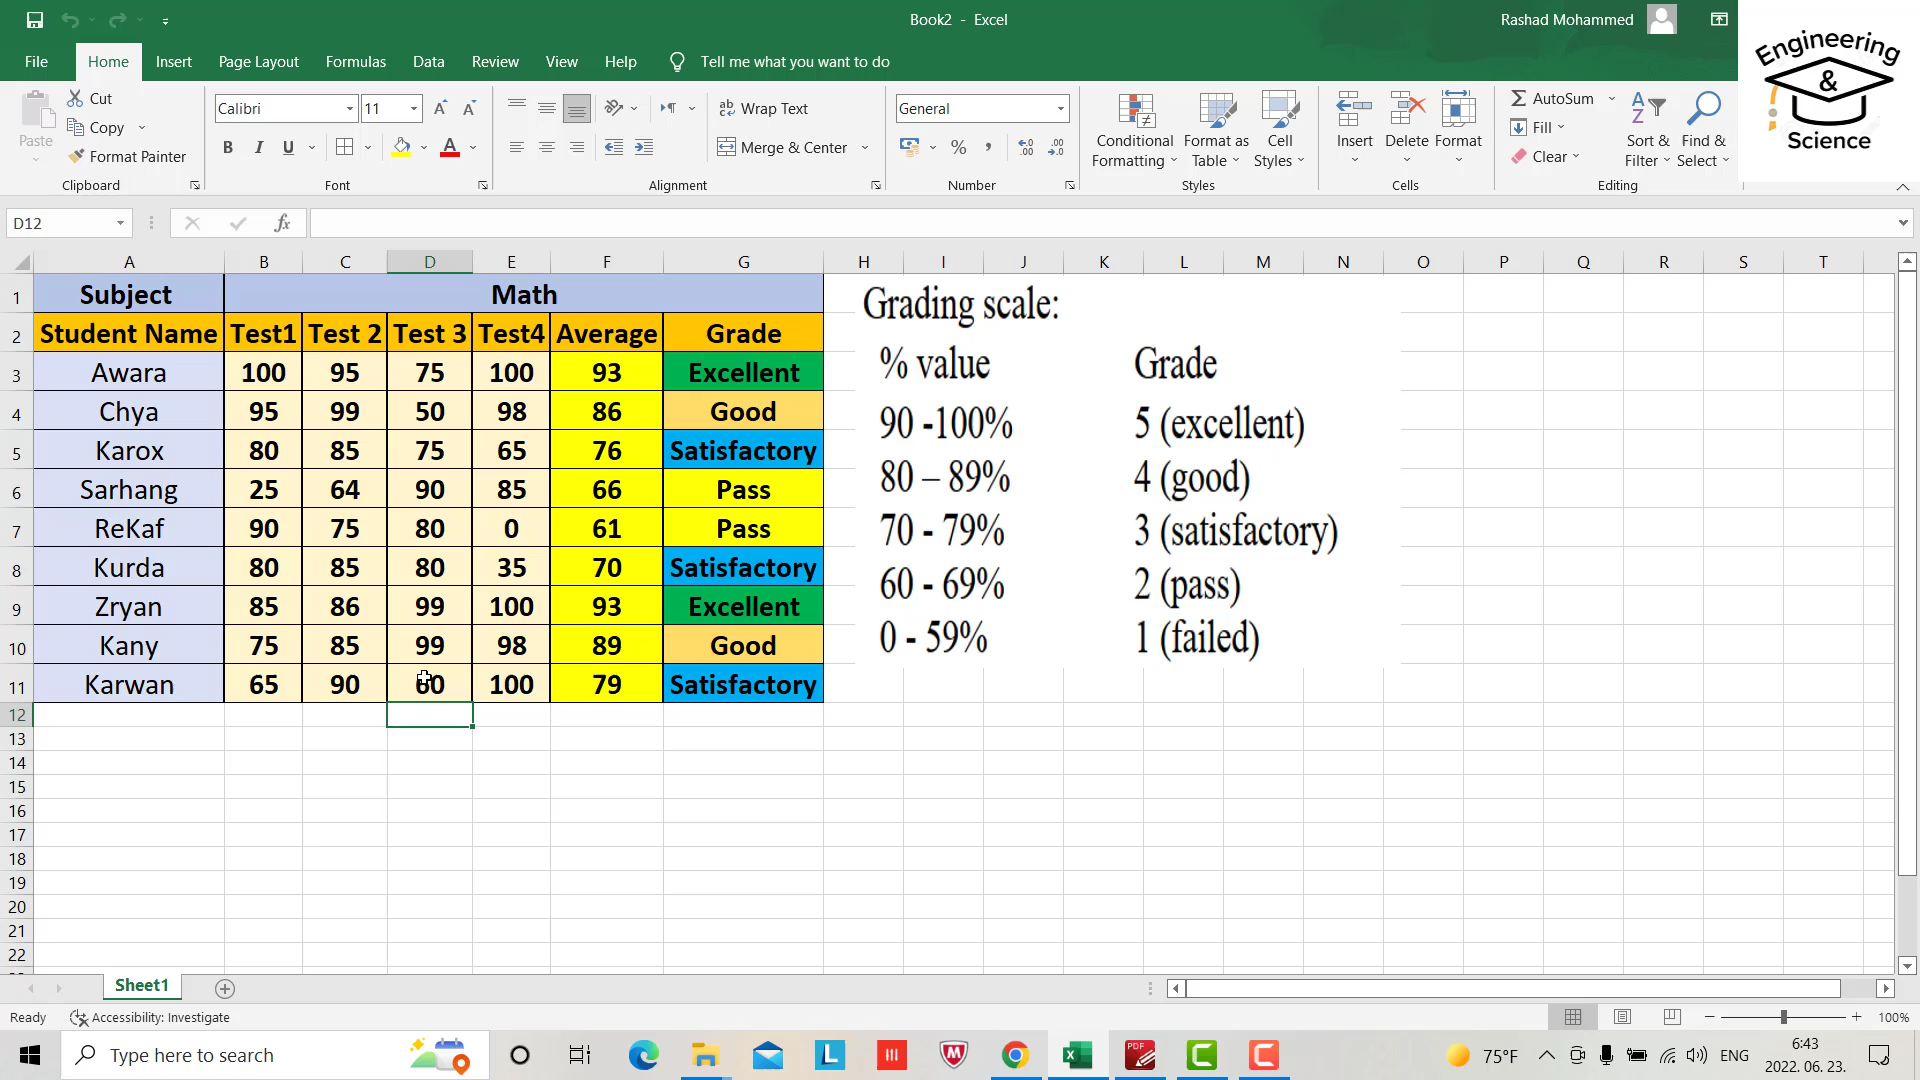 Book2 - Excel
Rashad Mohammed
Engineering
&
Science
File Home Insert Page Layout Formulas Data Review View Help Tell me what you want to do
Cut
Copy
Format Painter
Paste
Clipboard
Calibri 11
B I U
Font
Wrap Text
Merge & Center
Alignment
General
Number
Conditional Formatting
Format as Table
Cell Styles
Styles
Insert Delete Format
Cells
AutoSum
Fill
Clear
Sort & Filter
Find & Select
Editing
D12
fx
A B C D E F G H I J K L M N O P Q R S T
1 Subject Math
2 Student Name Test1 Test 2 Test 3 Test4 Average Grade
3 Awara 100 95 75 100 93 Excellent
4 Chya 95 99 50 98 86 Good
5 Karox 80 85 75 65 76 Satisfactory
6 Sarhang 25 64 90 85 66 Pass
7 ReKaf 90 75 80 0 61 Pass
8 Kurda 80 85 80 35 70 Satisfactory
9 Zryan 85 86 99 100 93 Excellent
10 Kany 75 85 99 98 89 Good
11 Karwan 65 90 60 100 79 Satisfactory
12
13
14
15
16
17
18
19
20
21
22
Grading scale:
% value Grade
90 -100% 5 (excellent)
80 – 89% 4 (good)
70 - 79% 3 (satisfactory)
60 - 69% 2 (pass)
0 - 59% 1 (failed)
Sheet1
Ready Accessibility: Investigate
100%
Type here to search
75°F
ENG
6:43
2022. 06. 23.